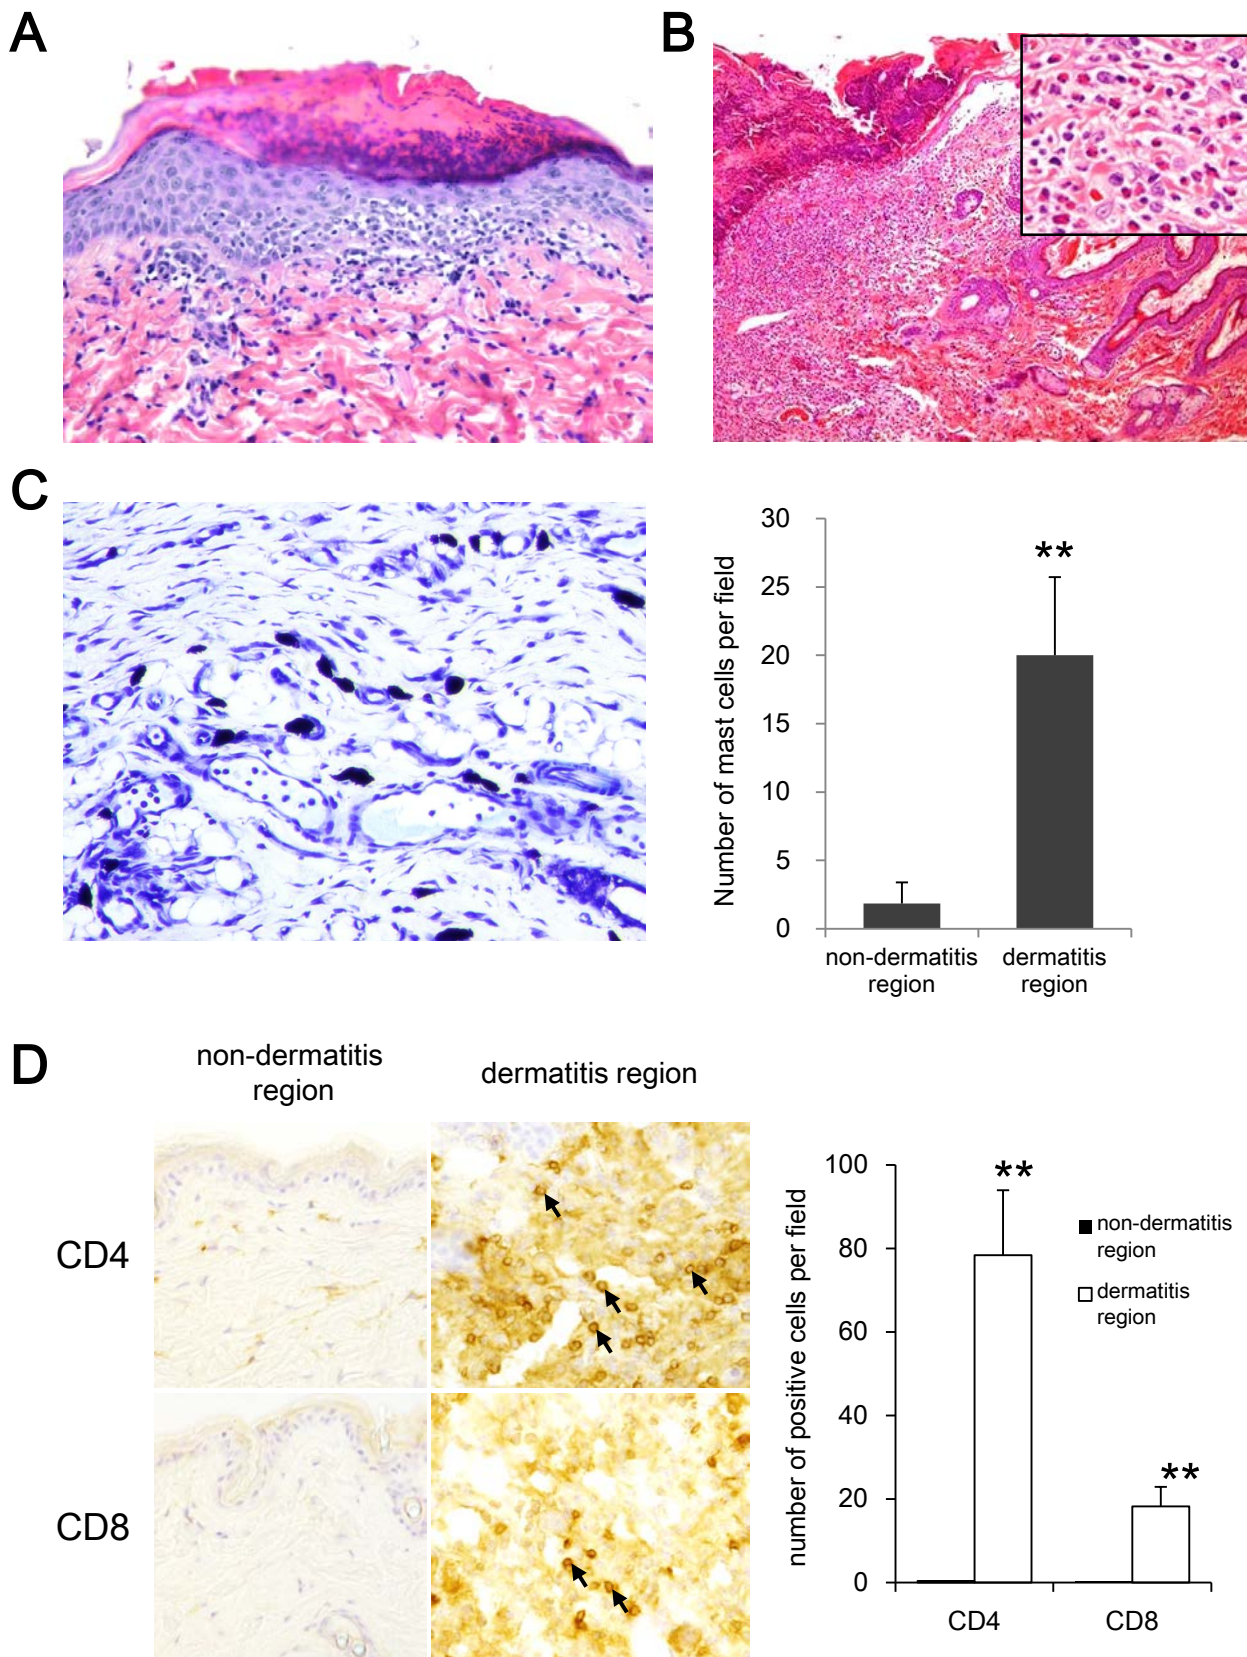 A
B
C
30
25
20
15
10
5
0
Number of mast cells per field
**
non-dermatitis
region
dermatitis
region
D
non-dermatitis
region
dermatitis region
CD4
CD8
100
80
60
40
20
0
number of positive cells per field
**
**
non-dermatitis
region
dermatitis
region
CD4
CD8